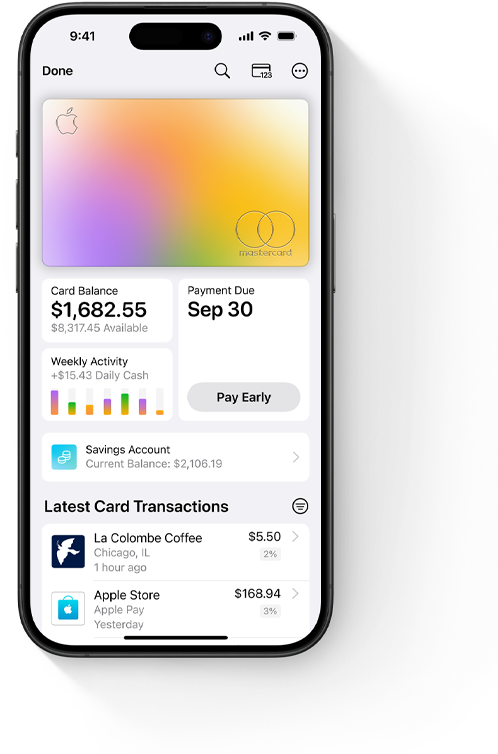 9:41
Done
123
mastercard
Card Balance
$1,682.55
$8,317.45 Available
Payment Due
Sep 30
Weekly Activity
+$15.43 Daily Cash
Pay Early
Savings Account
Current Balance: $2,106.19
Latest Card Transactions
La Colombe Coffee
$5.50
Chicago, IL
2%
1 hour ago
Apple Store
$168.94
Apple Pay
3%
Yesterday